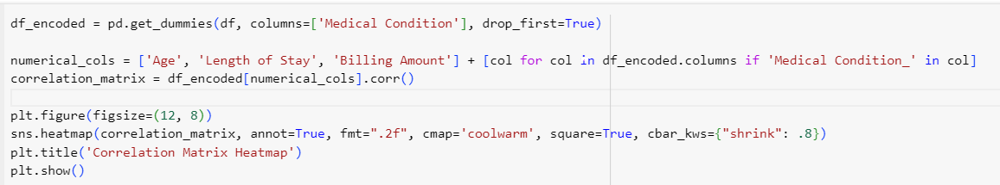 df_encoded = pd.get_dummies(df, columns=['Medical Condition'], drop_first=True)
numerical_cols = ['Age', 'Length of Stay', 'Billing Amount'] + [col for col in df_encoded.columns if 'Medical Condition_' in col]
correlation_matrix = df_encoded[numerical_cols].corr()
plt.figure(figsize=(12, 8))
sns.heatmap(correlation_matrix, annot=True, fmt=".2f", cmap='coolwarm', square=True, cbar_kws={"shrink": .8})
plt.title('Correlation Matrix Heatmap')
plt.show()